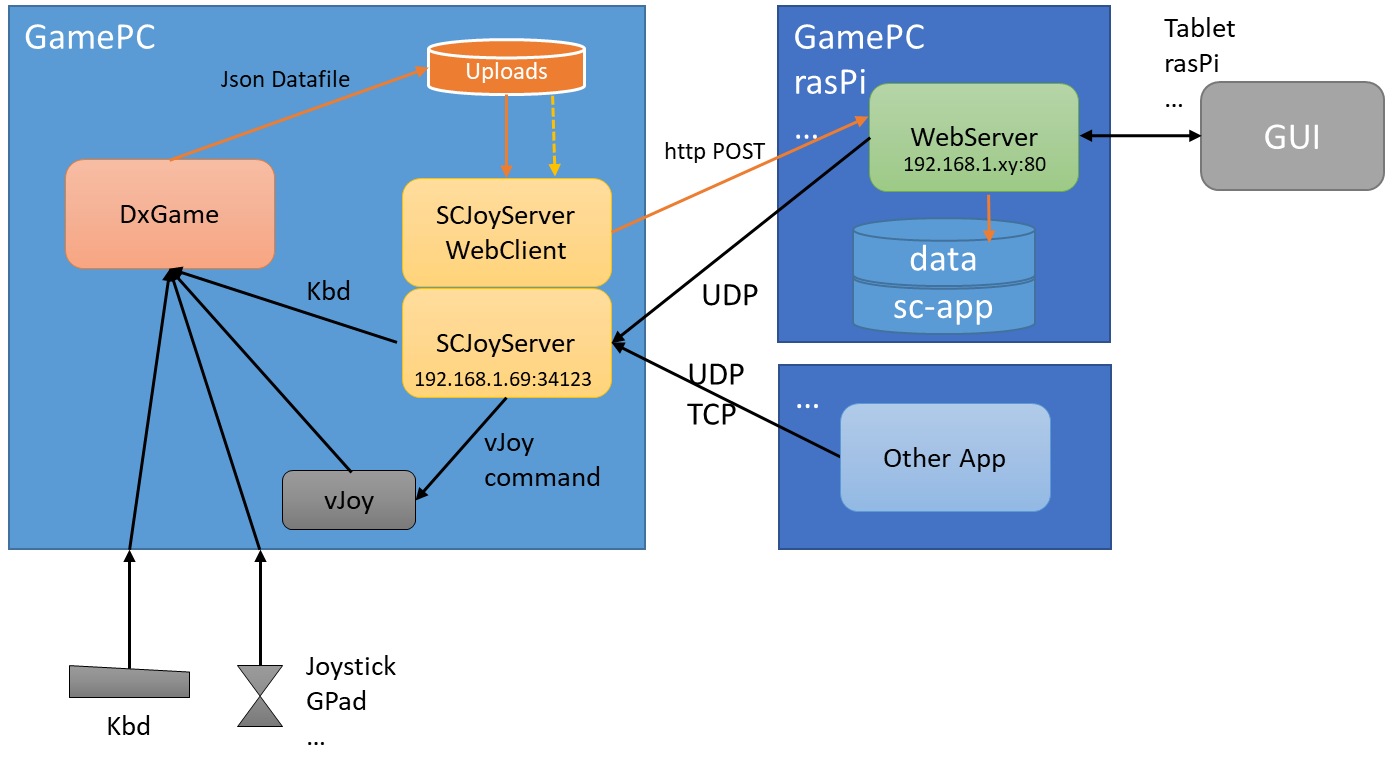 GamePC
Json Datafile
Uploads
DxGame
SCJoyServer
WebClient
Kbd
SCJoyServer
192.168.1.69:34123
vJoy
command
vJoy
Kbd
Joystick
GPad
...
http POST
UDP
UDP
TCP
GamePC
rasPi
...
WebServer
192.168.1.xy:80
data
sc-app
...
Other App
Tablet
rasPi
...
GUI